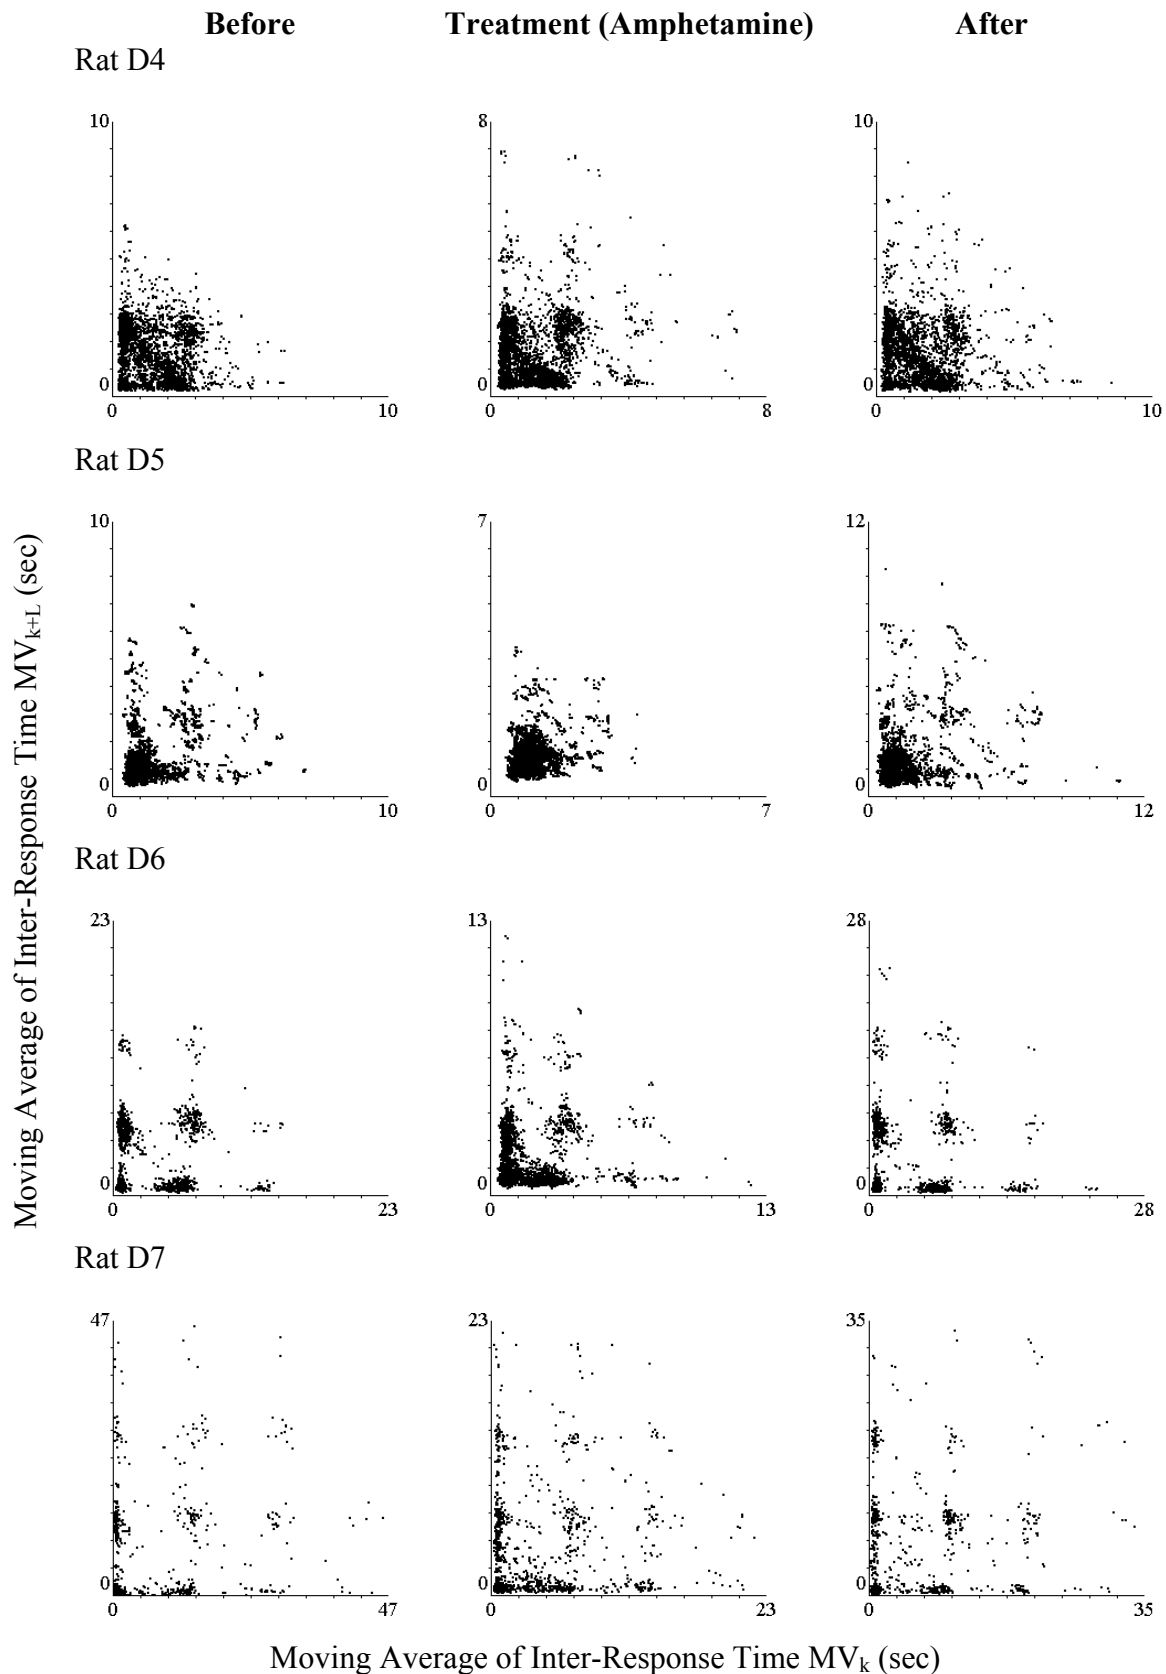 Before Treatment (Amphetamine) After
Rat D4
10 8 10
0 0 0
0 10 0 8 0 10
Rat D5
10 7 12
0 0 0
0 10 0 7 0 12
Moving Average of Inter-Response Time MVk+L (sec)
Rat D6
23 13 28
0 0 0
0 23 0 13 0 28
Rat D7
47 23 35
0 0 0
0 47 0 23 0 35
Moving Average of Inter-Response Time MVk (sec)